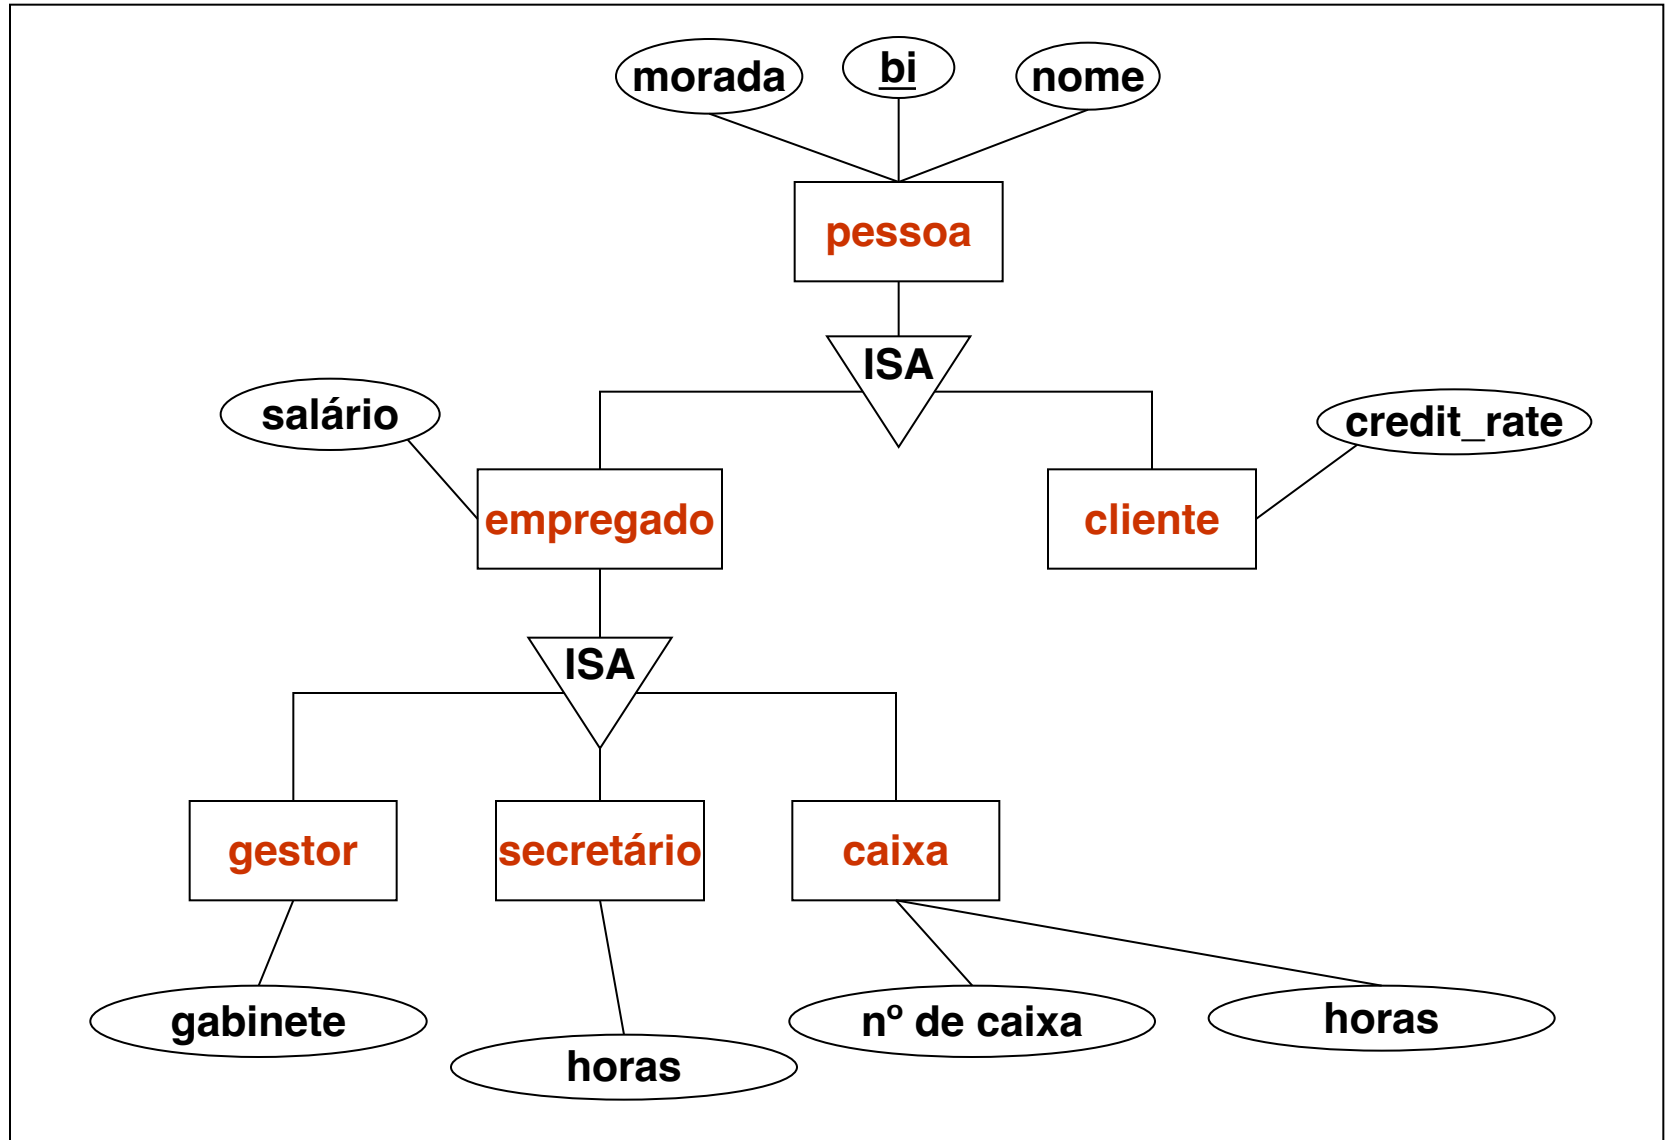 morada
bi
nome
pessoa
ISA
salário
credit_rate
empregado
cliente
ISA
gestor
secretário
caixa
gabinete
horas
nº de caixa
horas